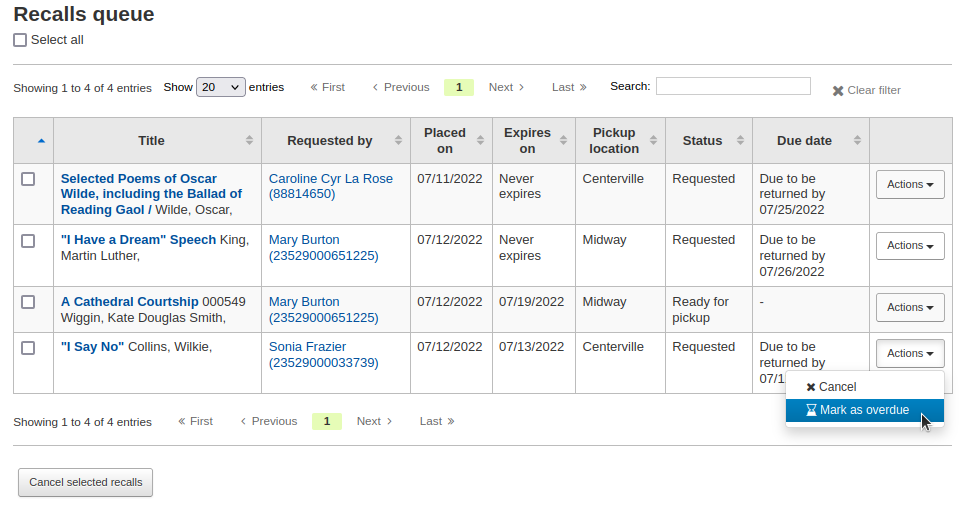 Recalls queue
Select all
Showing 1 to 4 of 4 entries Show 20 entries First Previous 1 Next Last Search: Clear filter
Title Requested by Placed on Expires on Pickup location Status Due date
Selected Poems of Oscar Wilde, including the Ballad of Reading Gaol / Wilde, Oscar, Caroline Cyr La Rose (88814650) 07/11/2022 Never expires Centerville Requested Due to be returned by 07/25/2022 Actions
"I Have a Dream" Speech King, Martin Luther, Mary Burton (23529000651225) 07/12/2022 Never expires Midway Requested Due to be returned by 07/26/2022 Actions
A Cathedral Courtship 000549 Wiggin, Kate Douglas Smith, Mary Burton (23529000651225) 07/12/2022 07/19/2022 Midway Ready for pickup - Actions
"I Say No" Collins, Wilkie, Sonia Frazier (23529000033739) 07/12/2022 07/13/2022 Centerville Requested Due to be returned by Actions
Cancel
Mark as overdue
Showing 1 to 4 of 4 entries First Previous 1 Next Last
Cancel selected recalls